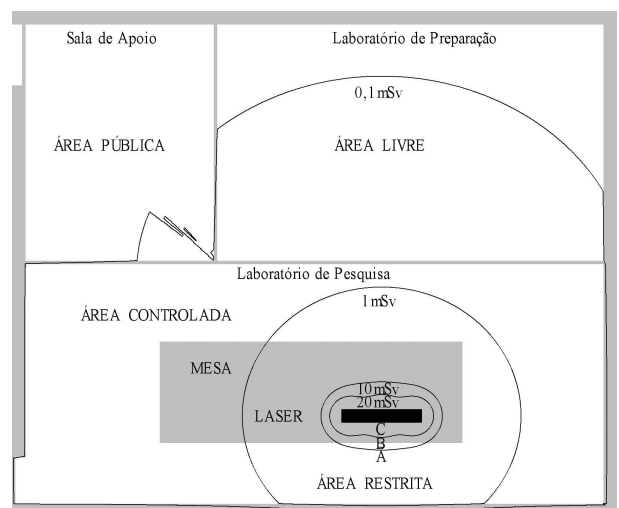 Sala de Apoio
Laboratório de Preparação
0,1 mSv
ÁREA PÚBLICA
ÁREA LIVRE
Laboratório de Pesquisa
1 mSv
ÁREA CONTROLADA
MESA
10 mSv
20 mSv
LASER
C
B
A
ÁREA RESTRITA